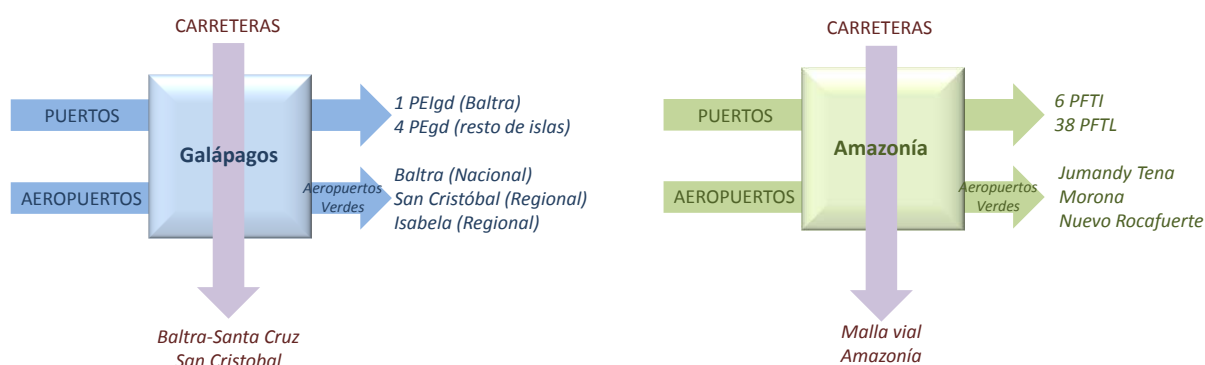 CARRETERAS
PUERTOS
1 PEIgd (Baltra)
4 PEgd (resto de islas)
Galápagos
AEROPUERTOS
Aeropuertos
Verdes
Baltra (Nacional)
San Cristóbal (Regional)
Isabela (Regional)
Baltra-Santa Cruz
San Cristobal
CARRETERAS
PUERTOS
6 PFTI
38 PFTL
Amazonía
AEROPUERTOS
Aeropuertos
Verdes
Jumandy Tena
Morona
Nuevo Rocafuerte
Malla vial
Amazonía